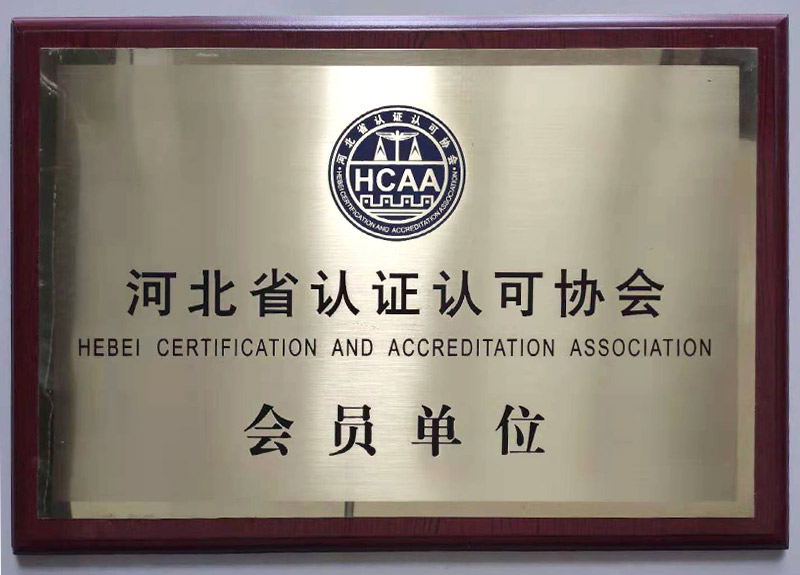 河北省认证认可协会
HCAA
HEBEI CERTIFICATION AND ACCREDITATION ASSOCIATION
河北省认证认可协会
HEBEI CERTIFICATION AND ACCREDITATION ASSOCIATION
会员单位